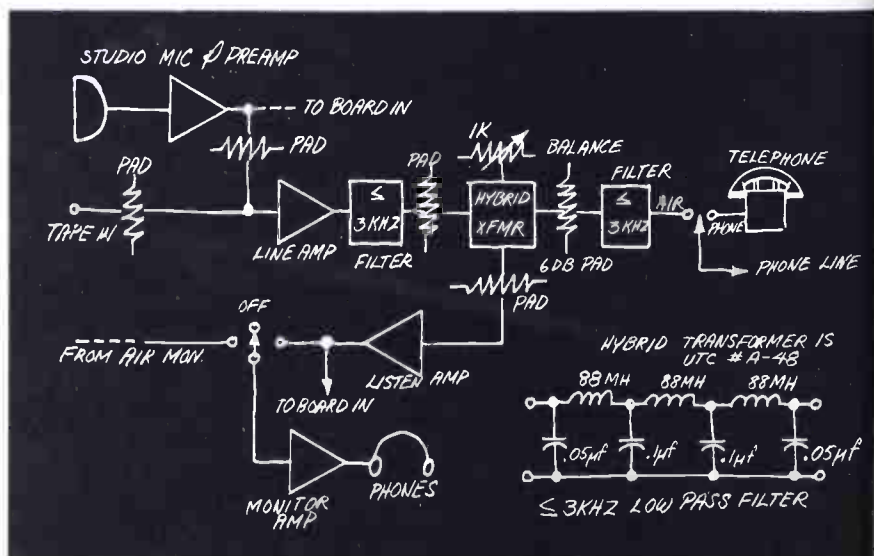 STUDIO MIC & PREAMP
TO BOARD IN
PAD
PAD
TAPE IN
LINE AMP
≤
3KHZ
FILTER
PAD
1K
HYBRID
XFMR
BALANCE
6DB PAD
FILTER
≤
3KHZ
AIR
PHONE
TELEPHONE
PHONE LINE
PAD
OFF
FROM AIR MON.
LISTEN AMP
TO BOARD IN
MONITOR
AMP
PHONES
HYBRID TRANSFORMER IS
UTC #A-48
88MH 88MH 88MH
.05µf .1µf .1µf .05µf
≤ 3KHZ LOW PASS FILTER